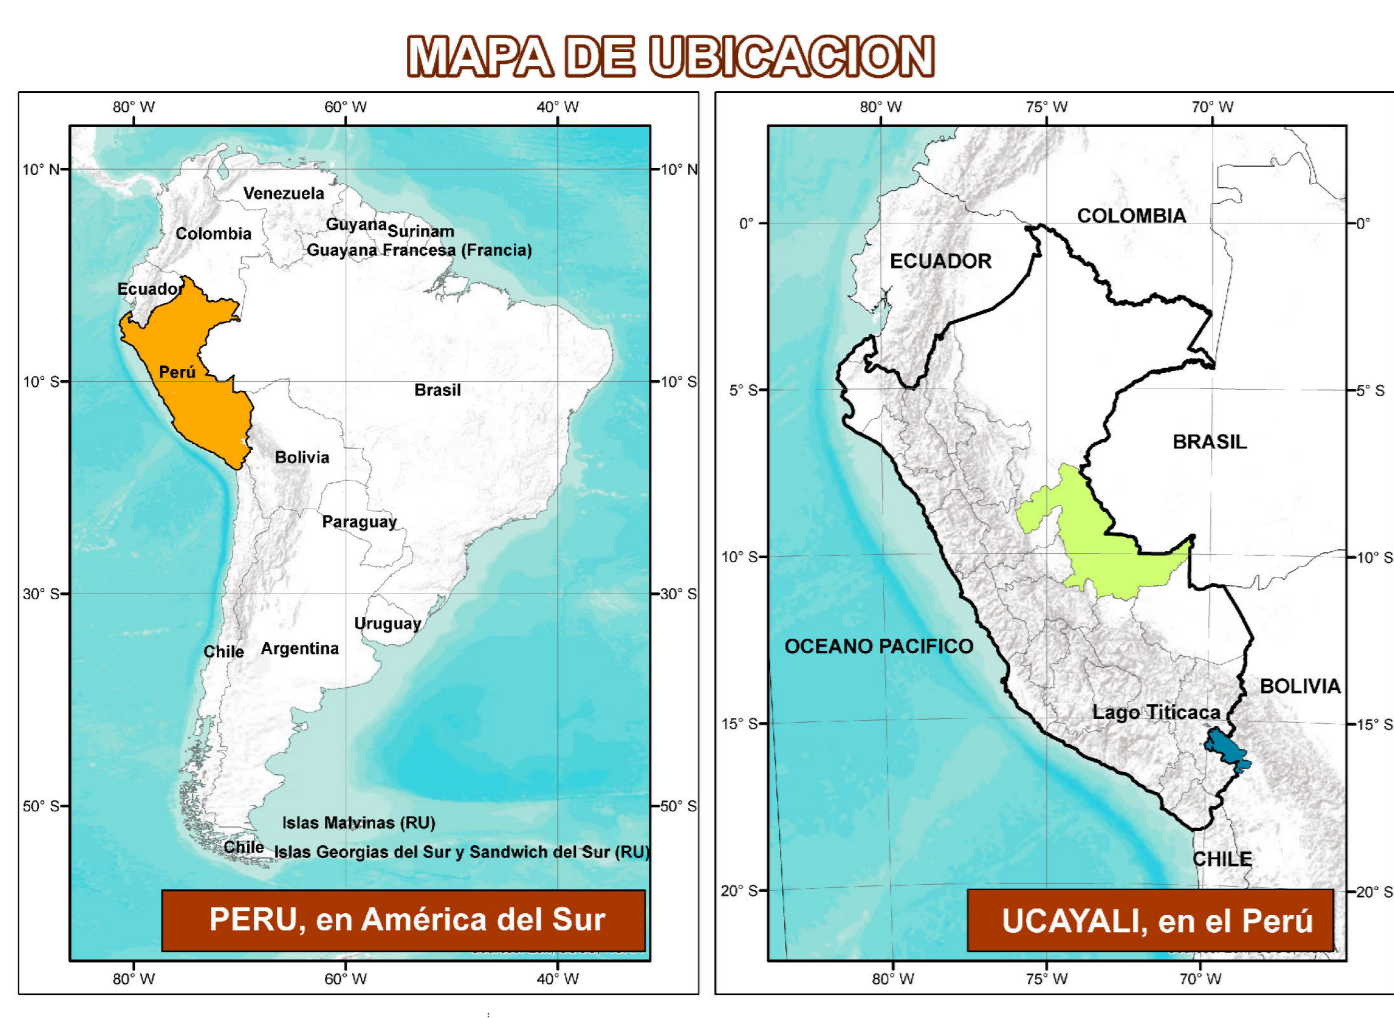 MAPA DE UBICACION
80° W 60° W 40° W
10° N 10° N
Venezuela
Guyana
Surinam
Colombia
Guayana Francesa (Francia)
Ecuador
Perú
10° S 10° S
Brasil
Bolivia
Paraguay
30° S 30° S
Uruguay
Chile
Argentina
50° S 50° S
Islas Malvinas (RU)
Chile
Islas Georgias del Sur y Sandwich del Sur (RU)
PERU, en América del Sur
80° W 60° W 40° W
80° W 75° W 70° W
COLOMBIA
0° 0°
ECUADOR
5° S 5° S
BRASIL
10° S 10° S
OCEANO PACIFICO
BOLIVIA
Lago Titicaca
15° S 15° S
CHILE
20° S 20° S
UCAYALI, en el Perú
80° W 75° W 70° W